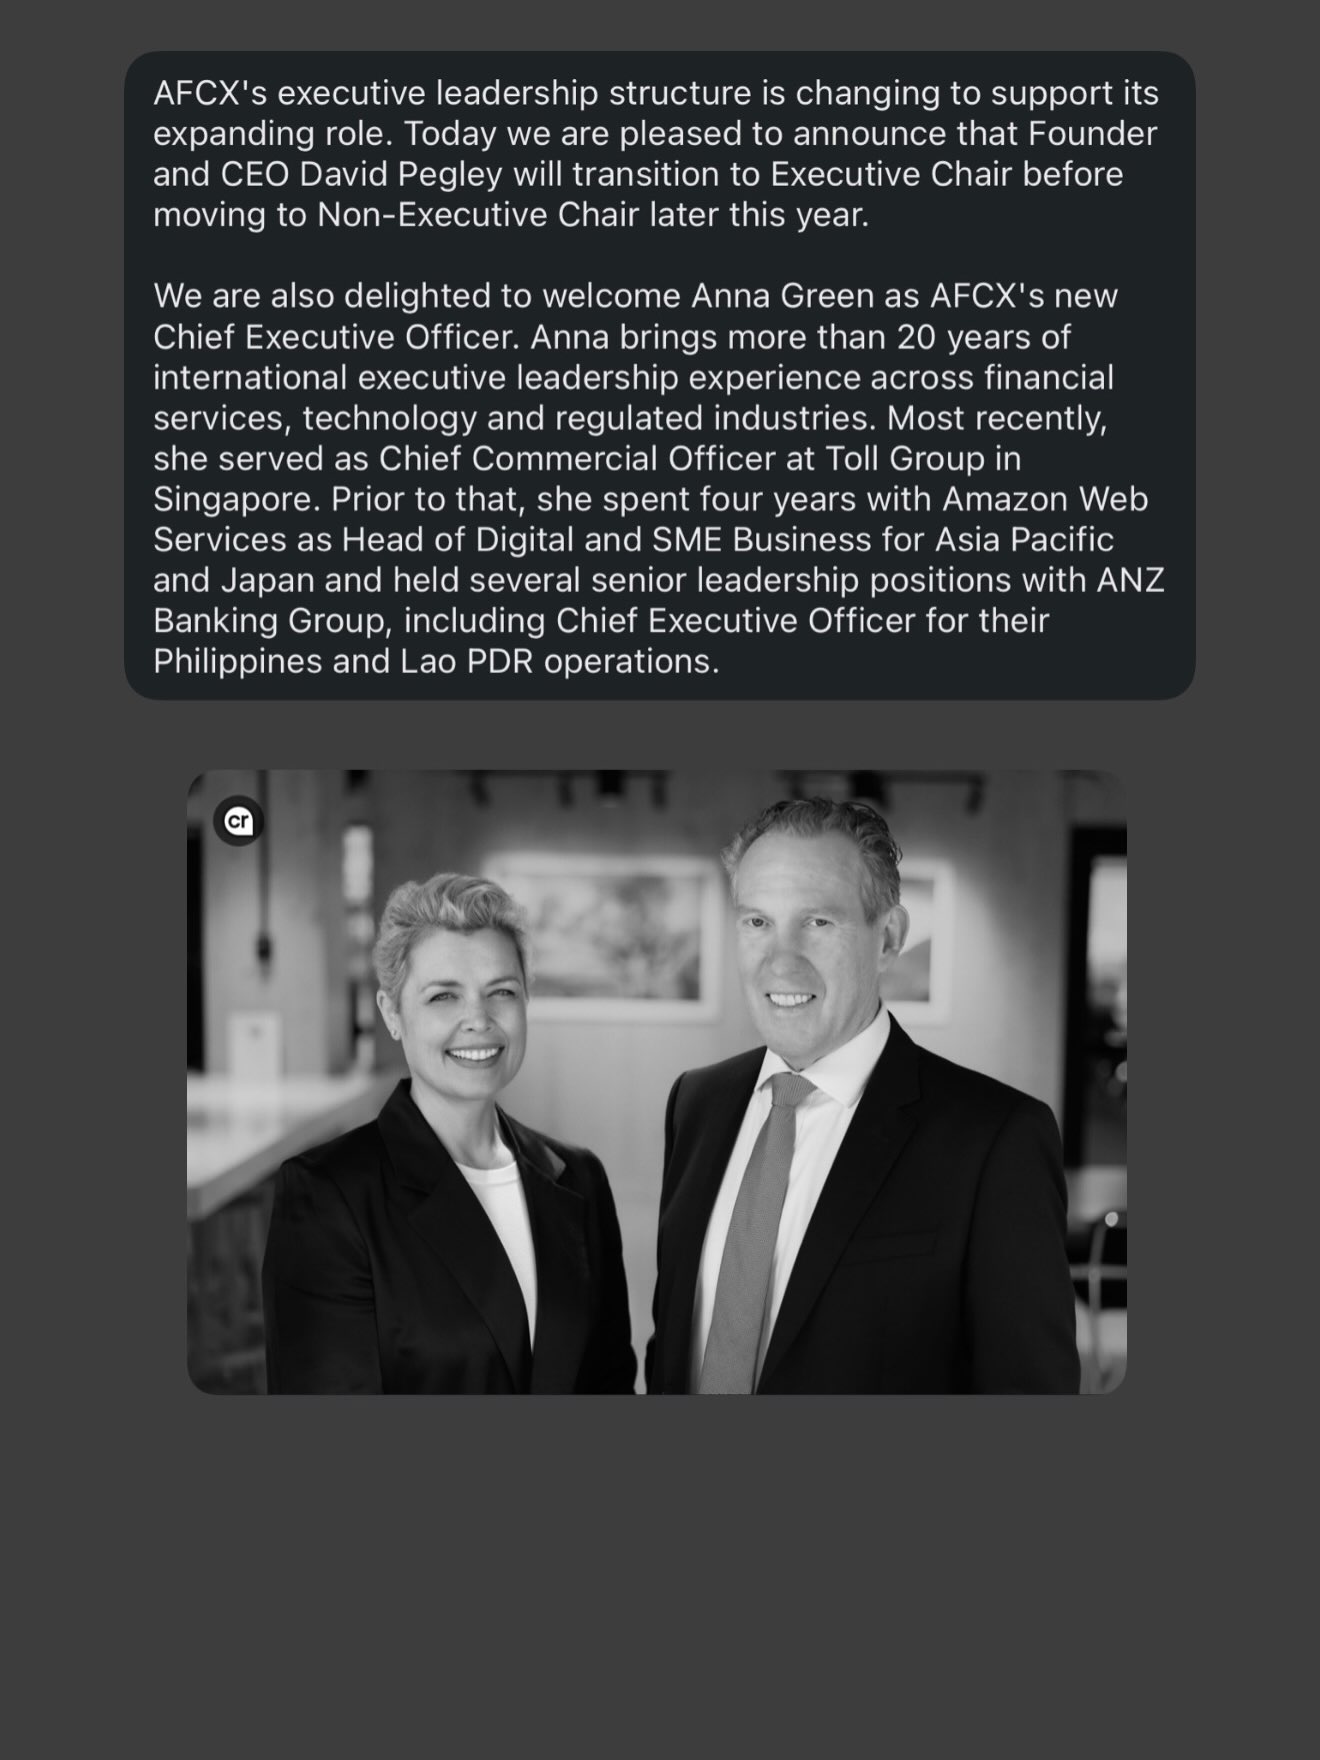 AFCX's executive leadership structure is changing to support its
expanding role. Today we are pleased to announce that Founder
and CEO David Pegley will transition to Executive Chair before
moving to Non-Executive Chair later this year.
We are also delighted to welcome Anna Green as AFCX's new
Chief Executive Officer. Anna brings more than 20 years of
international executive leadership experience across financial
services, technology and regulated industries. Most recently,
she served as Chief Commercial Officer at Toll Group in
Singapore. Prior to that, she spent four years with Amazon Web
Services as Head of Digital and SME Business for Asia Pacific
and Japan and held several senior leadership positions with ANZ
Banking Group, including Chief Executive Officer for their
Philippines and Lao PDR operations.
cr